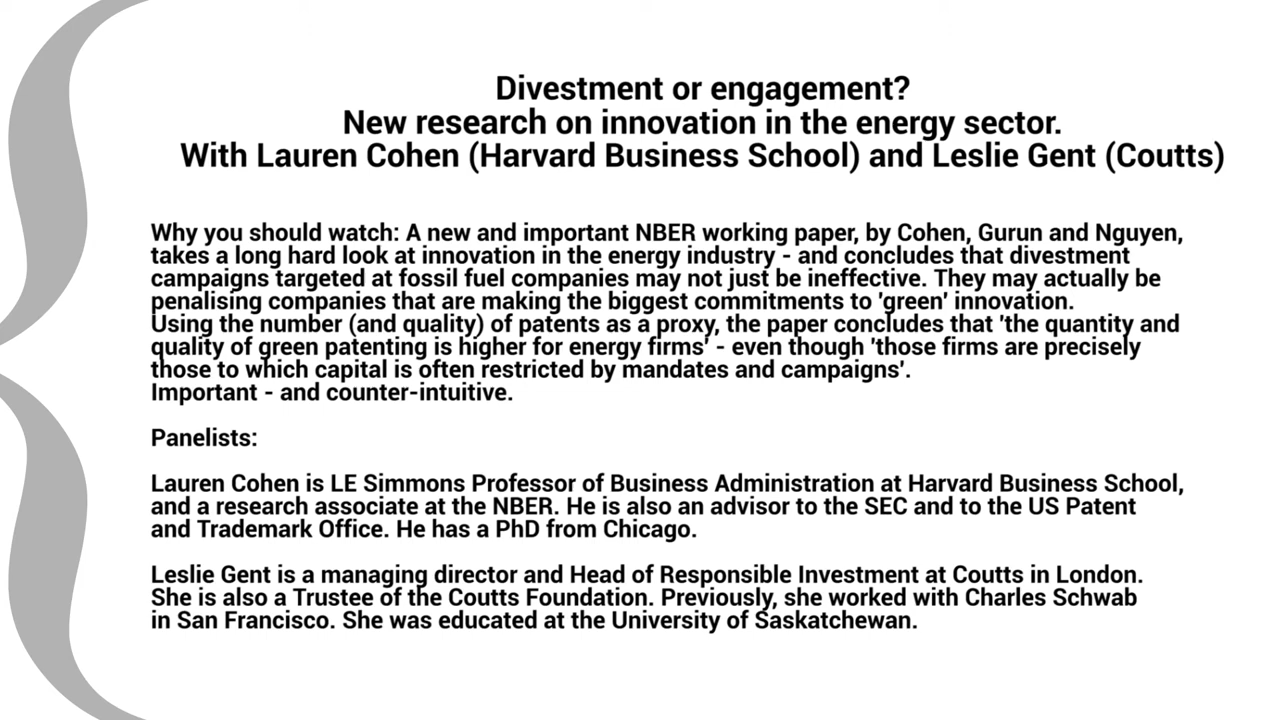 Divestment or engagement?
New research on innovation in the energy sector.
With Lauren Cohen (Harvard Business School) and Leslie Gent (Coutts)
Why you should watch: A new and important NBER working paper, by Cohen, Gurun and Nguyen,
takes a long hard look at innovation in the energy industry - and concludes that divestment
campaigns targeted at fossil fuel companies may not just be ineffective. They may actually be
penalising companies that are making the biggest commitments to 'green' innovation.
Using the number (and quality) of patents as a proxy, the paper concludes that 'the quantity and
quality of green patenting is higher for energy firms' - even though 'those firms are precisely
those to which capital is often restricted by mandates and campaigns'.
Important - and counter-intuitive.
Panelists:
Lauren Cohen is LE Simmons Professor of Business Administration at Harvard Business School,
and a research associate at the NBER. He is also an advisor to the SEC and to the US Patent
and Trademark Office. He has a PhD from Chicago.
Leslie Gent is a managing director and Head of Responsible Investment at Coutts in London.
She is also a Trustee of the Coutts Foundation. Previously, she worked with Charles Schwab
in San Francisco. She was educated at the University of Saskatchewan.